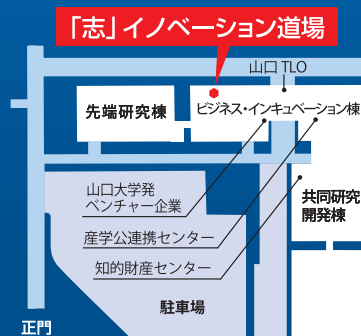 「志」イノベーション道場
山口 TLO
先端研究棟
ビジネス・インキュベーション棟
山口大学発
ベンチャー企業
産学公連携センター
知的財産センター
共同研究
開発棟
駐車場
正門